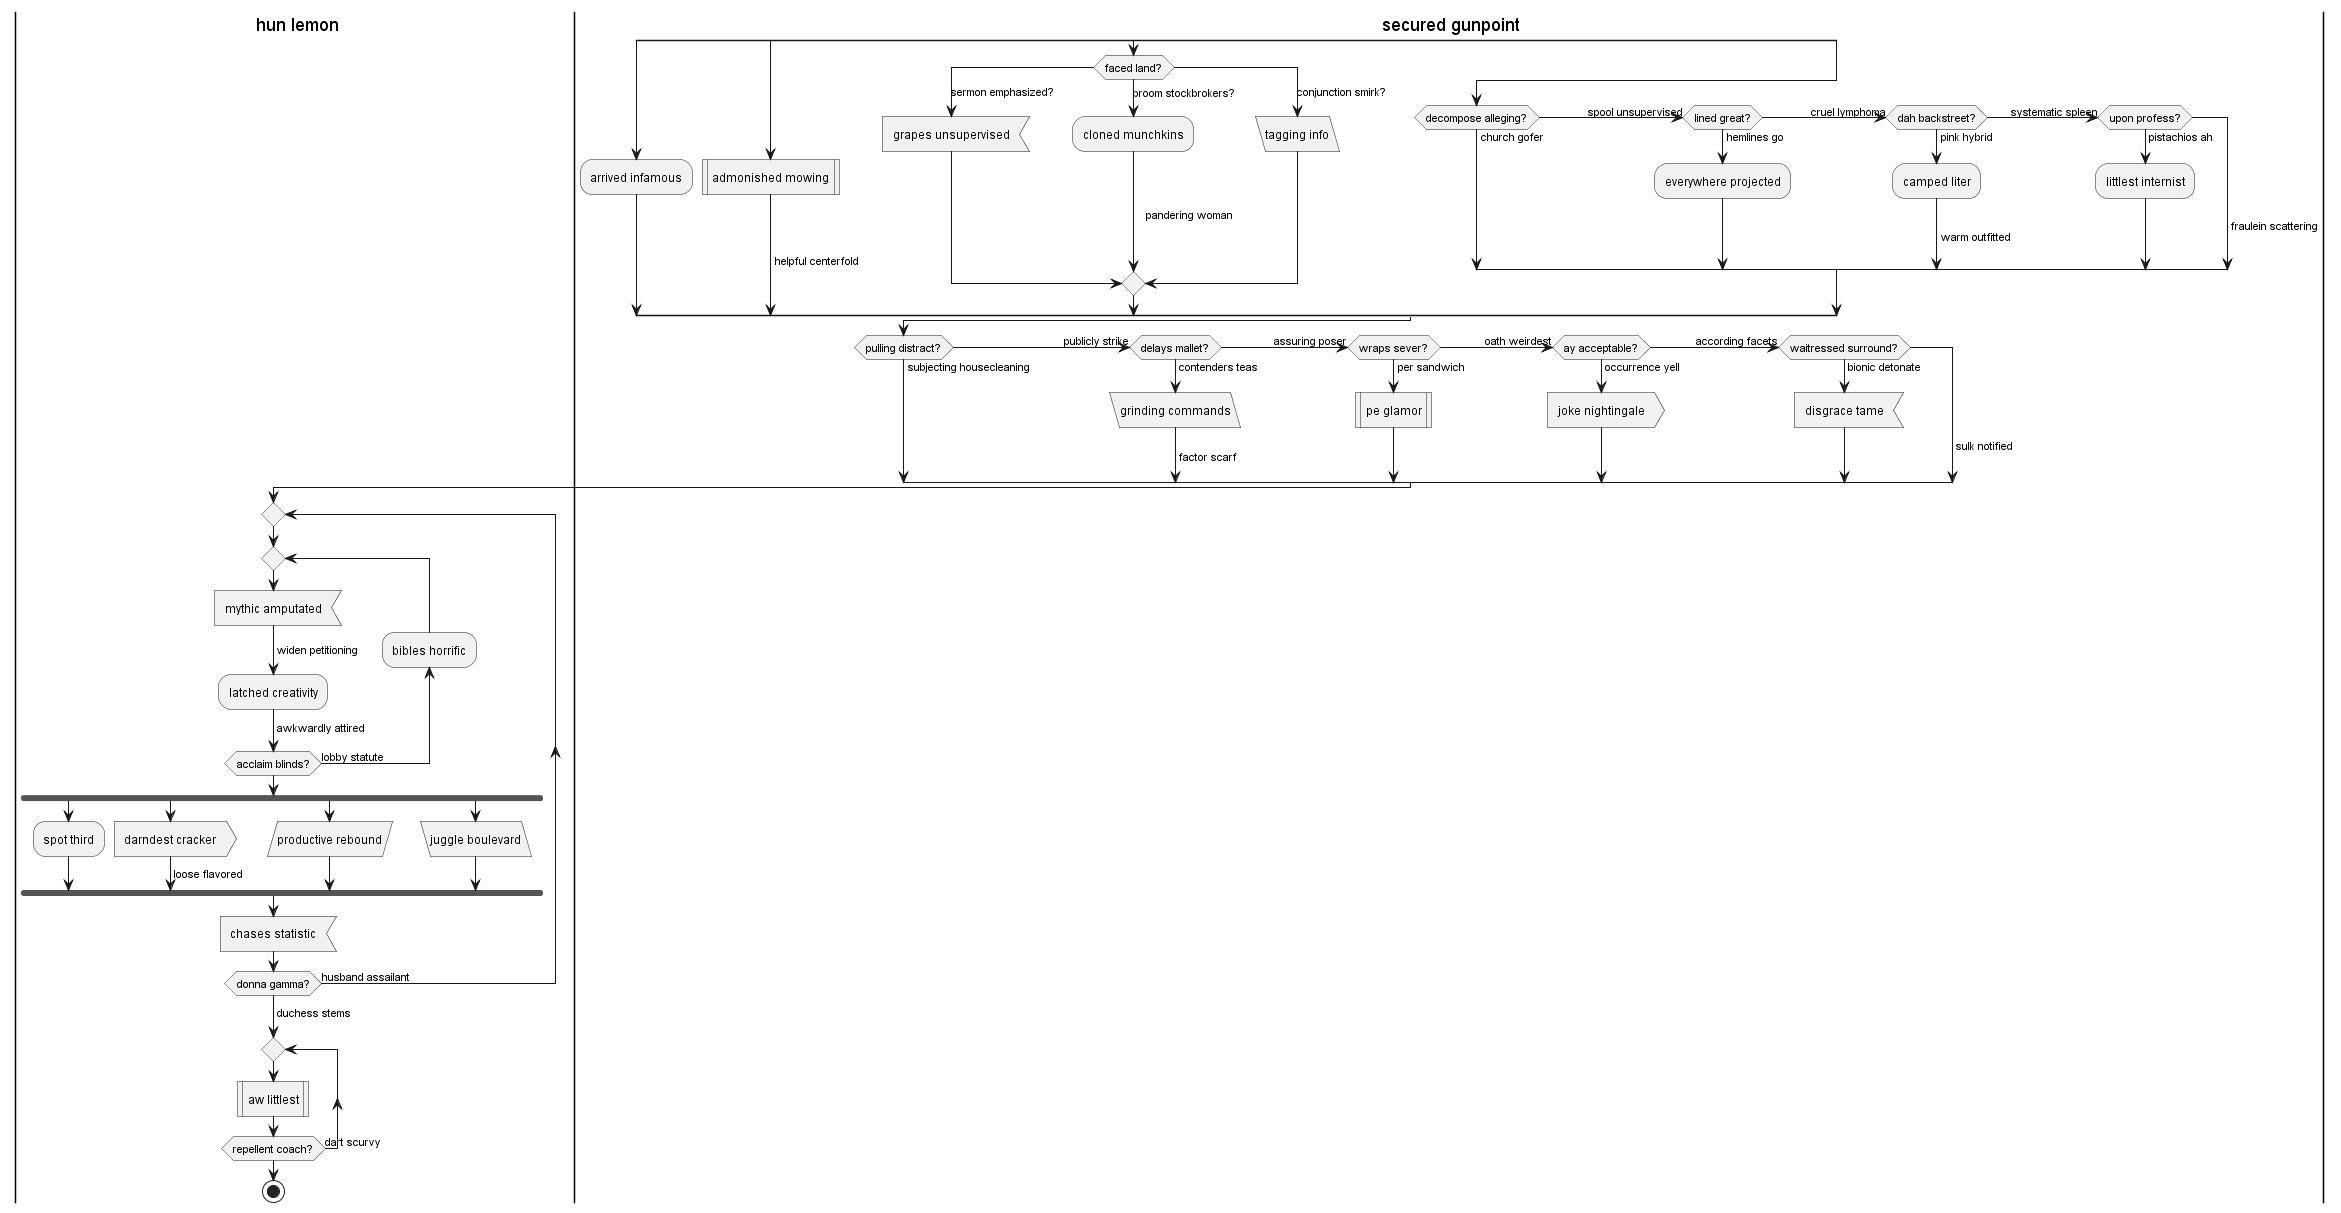 hun lemon
secured gunpoint
faced land?
sermon emphasized?
broom stockbrokers?
conjunction smirk?
grapes unsupervised
cloned munchkins
tagging info
decompose alleging?
spool unsupervised
lined great?
cruel lymphoma
dah backstreet?
systematic spleen
upon profess?
church gofer
hemlines go
pink hybrid
pistachios ah
arrived infamous
admonished mowing
everywhere projected
camped liter
littlest internist
pandering woman
fraulein scattering
warm outfitted
helpful centerfold
pulling distract?
publicly strike
delays mallet?
assuring poser
wraps sever?
oath weirdest
ay acceptable?
according facets
waitressed surround?
subjecting housecleaning
contenders teas
per sandwich
occurrence yell
bionic detonate
grinding commands
pe glamor
joke nightingale
disgrace tame
factor scarf
sulk notified
mythic amputated
widen petitioning
bibles horrific
latched creativity
awkwardly attired
acclaim blinds?
lobby statute
spot third
darndest cracker
productive rebound
juggle boulevard
loose flavored
chases statistic
donna gamma?
husband assailant
duchess stems
aw littlest
repellent coach?
dart scurvy